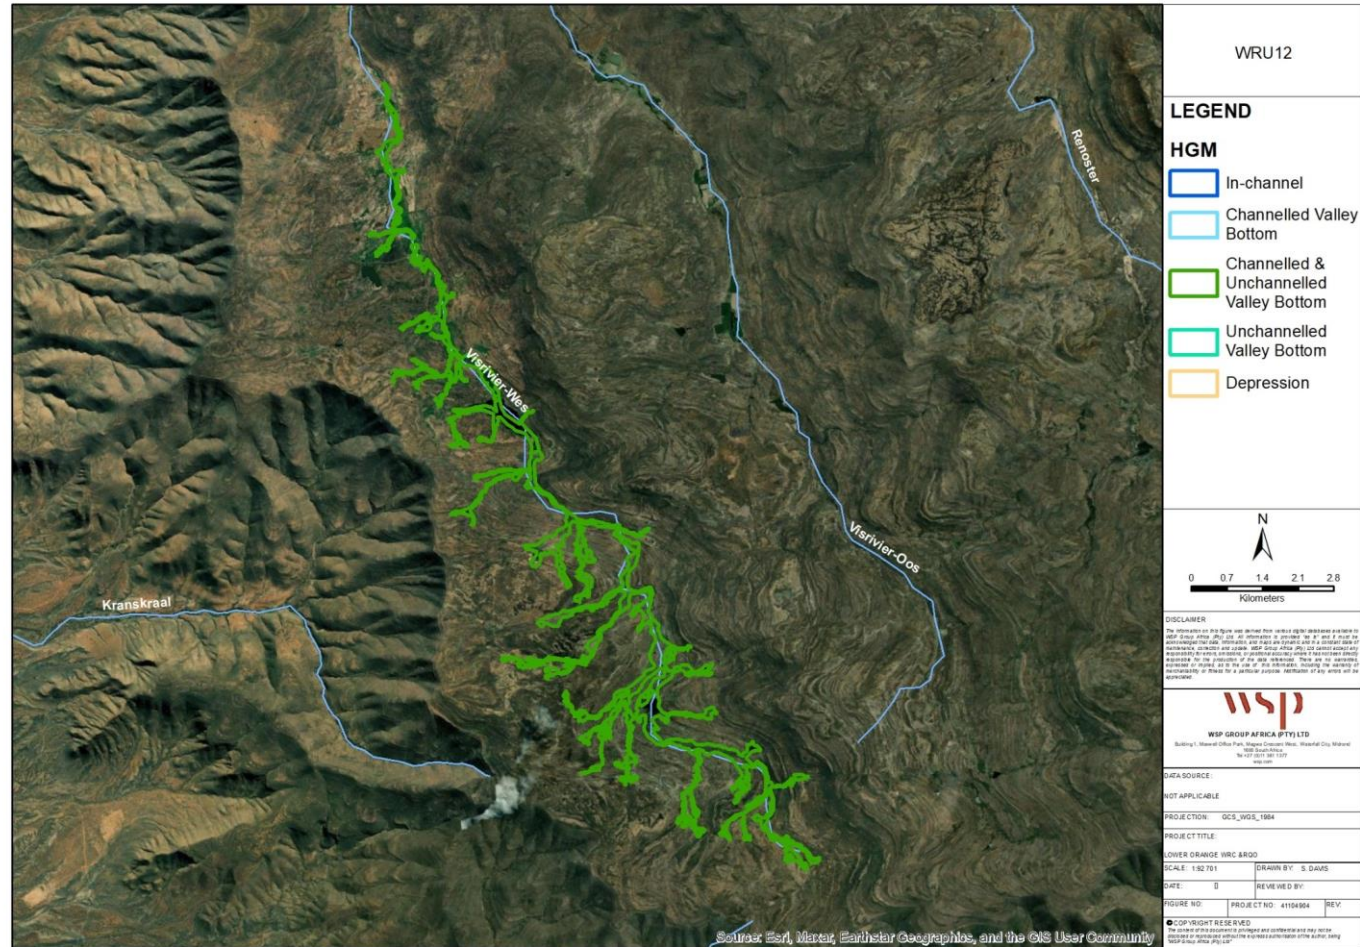 WRU12
LEGEND
HGM
In-channel
Channelled Valley
Bottom
Channelled &
Unchannelled
Valley Bottom
Unchannelled
Valley Bottom
Depression
Renoster
Visrivier-Wes
Visrivier-Oos
Kranskraal
N
0 0.7 1.4 2.1 2.8
Kilometers
DISCLAIMER
wsp
WSP GROUP AFRICA (PTY) LTD
wsp.com
DATA SOURCE:
NOT APPLICABLE
PROJECTION: GCS_WGS_1984
PROJECT TITLE:
LOWER ORANGE WRC & RQO
SCALE: 1:92 701 DRAWN BY: S. DAVIS
DATE: REVIEWED BY:
FIGURE NO: PROJECT NO: 41104904 REV:
COPYRIGHT RESERVED
Source: Esri, Maxar, Earthstar Geographics, and the GIS User Community